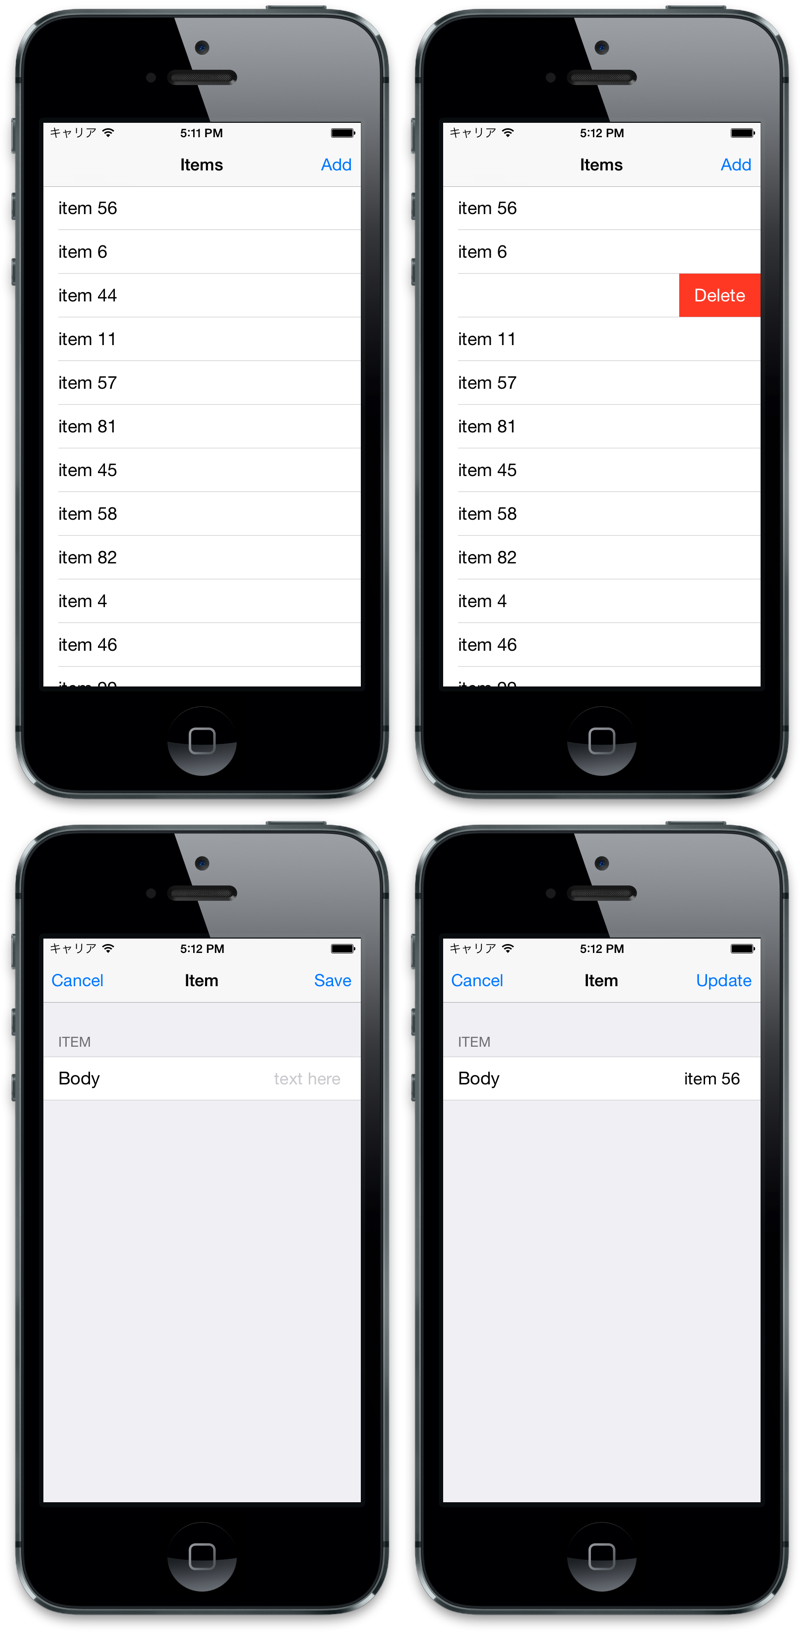 キャリア 5:11 PM
Items Add
item 56
item 6
item 44
item 11
item 57
item 81
item 45
item 58
item 82
item 4
item 46
キャリア 5:12 PM
Items Add
item 56
item 6
Delete
item 11
item 57
item 81
item 45
item 58
item 82
item 4
item 46
キャリア 5:12 PM
Cancel Item Save
ITEM
Body text here
キャリア 5:12 PM
Cancel Item Update
ITEM
Body item 56